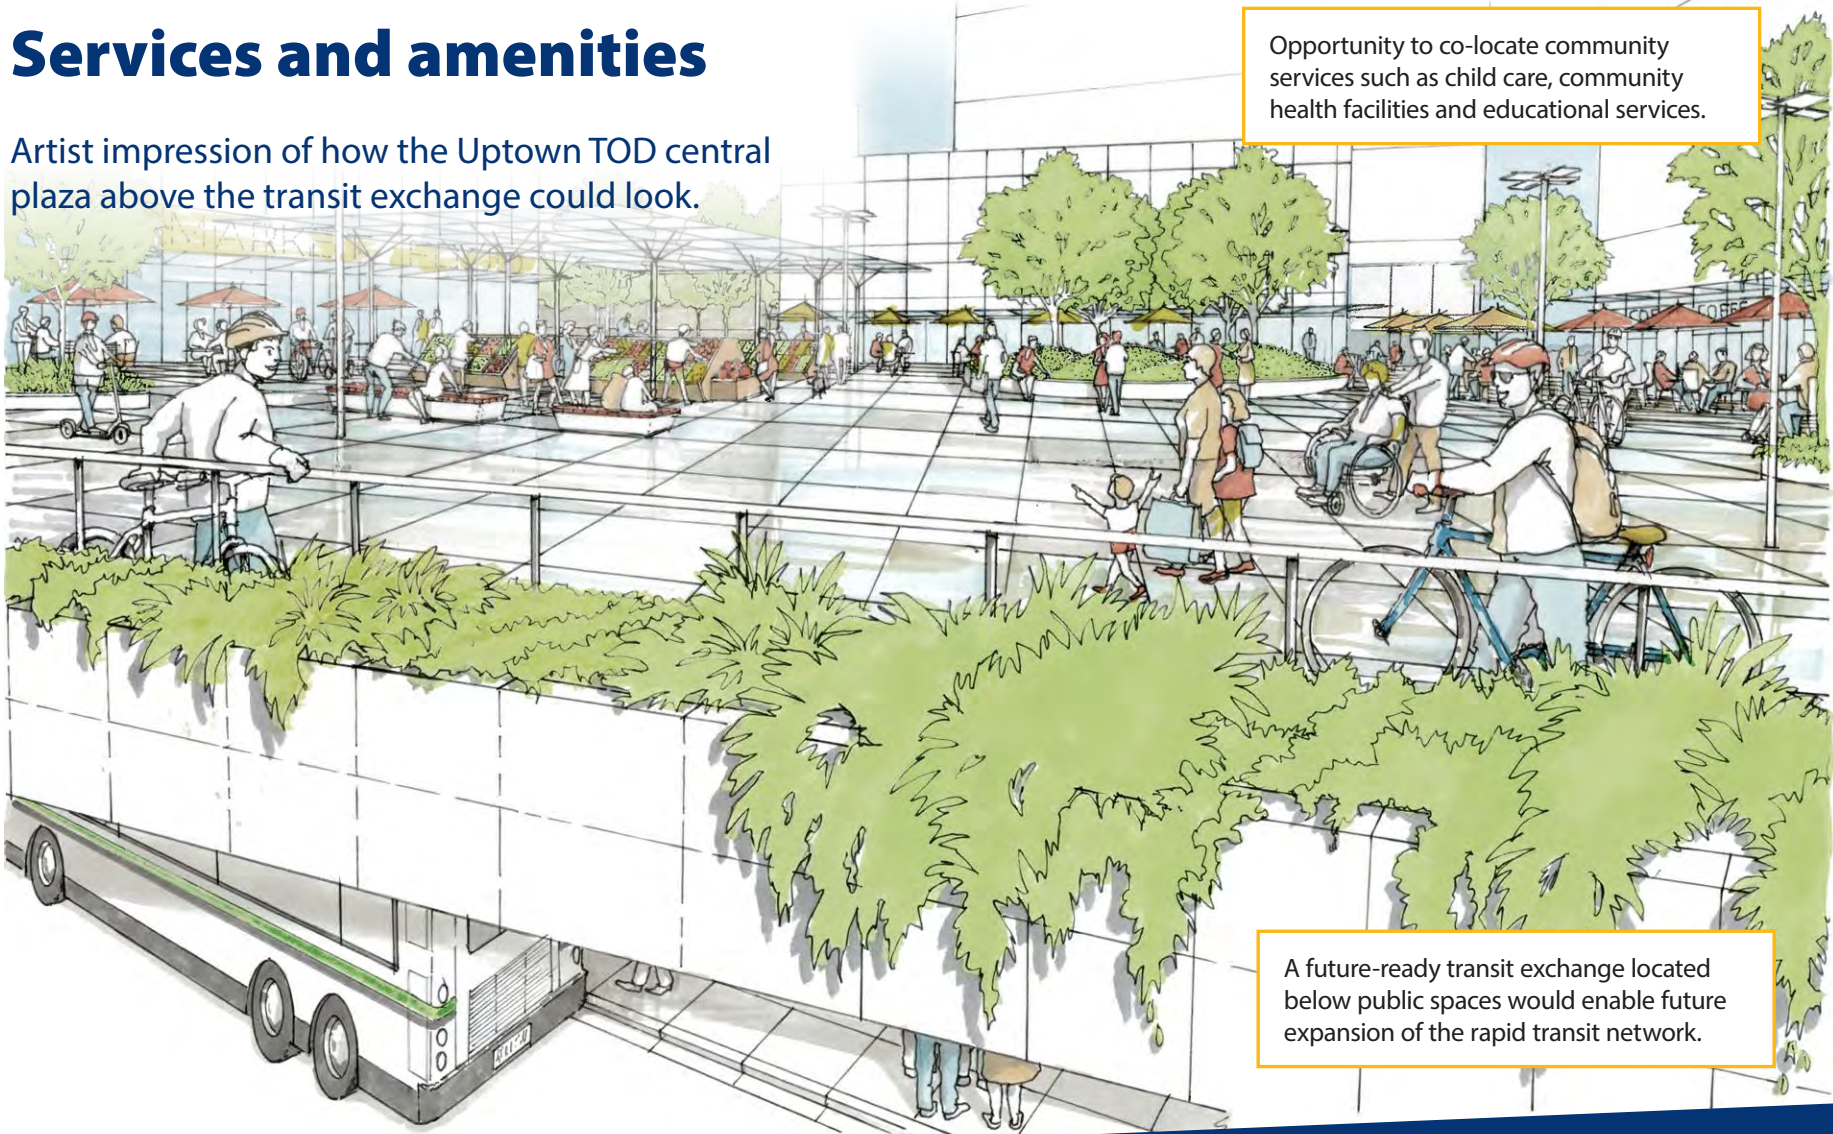 Services and amenities
Artist impression of how the Uptown TOD central
plaza above the transit exchange could look.
Opportunity to co-locate community
services such as child care, community
health facilities and educational services.
A future-ready transit exchange located
below public spaces would enable future
expansion of the rapid transit network.